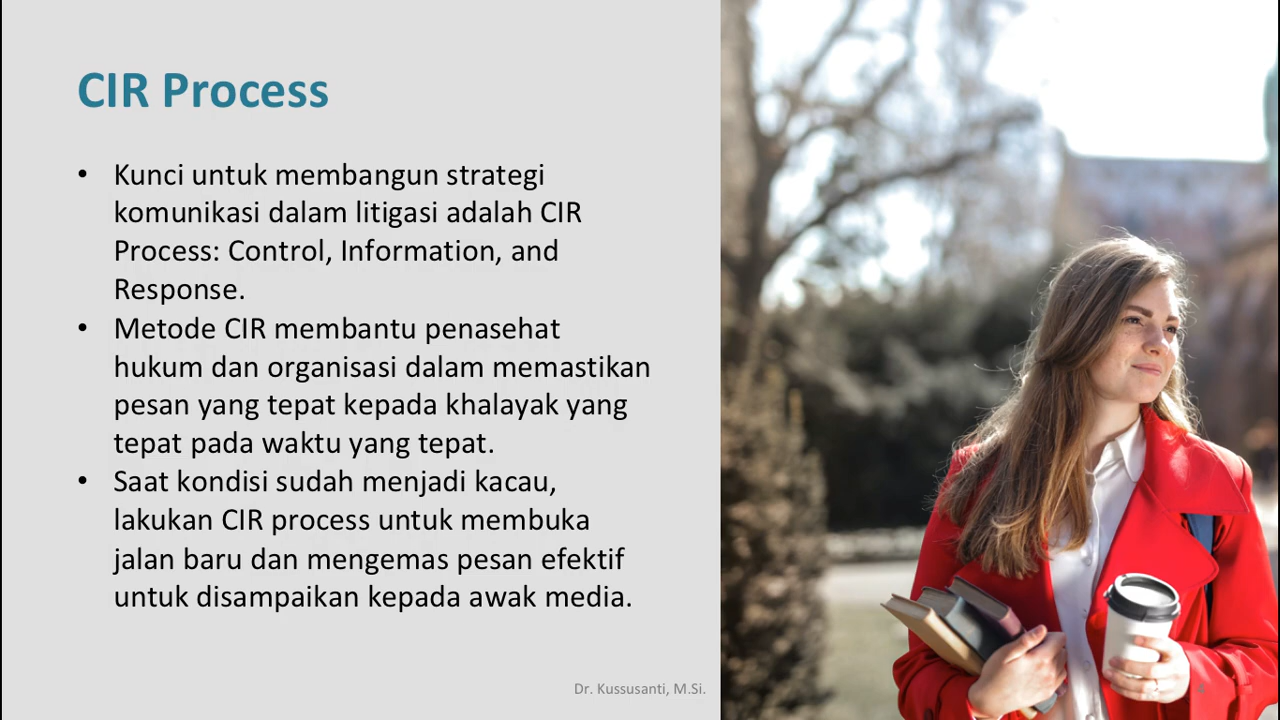 CIR Process
• Kunci untuk membangun strategi
komunikasi dalam litigasi adalah CIR
Process: Control, Information, and
Response.
• Metode CIR membantu penasehat
hukum dan organisasi dalam memastikan
pesan yang tepat kepada khalayak yang
tepat pada waktu yang tepat.
• Saat kondisi sudah menjadi kacau,
lakukan CIR process untuk membuka
jalan baru dan mengemas pesan efektif
untuk disampaikan kepada awak media.
Dr. Kussusanti, M.Si.